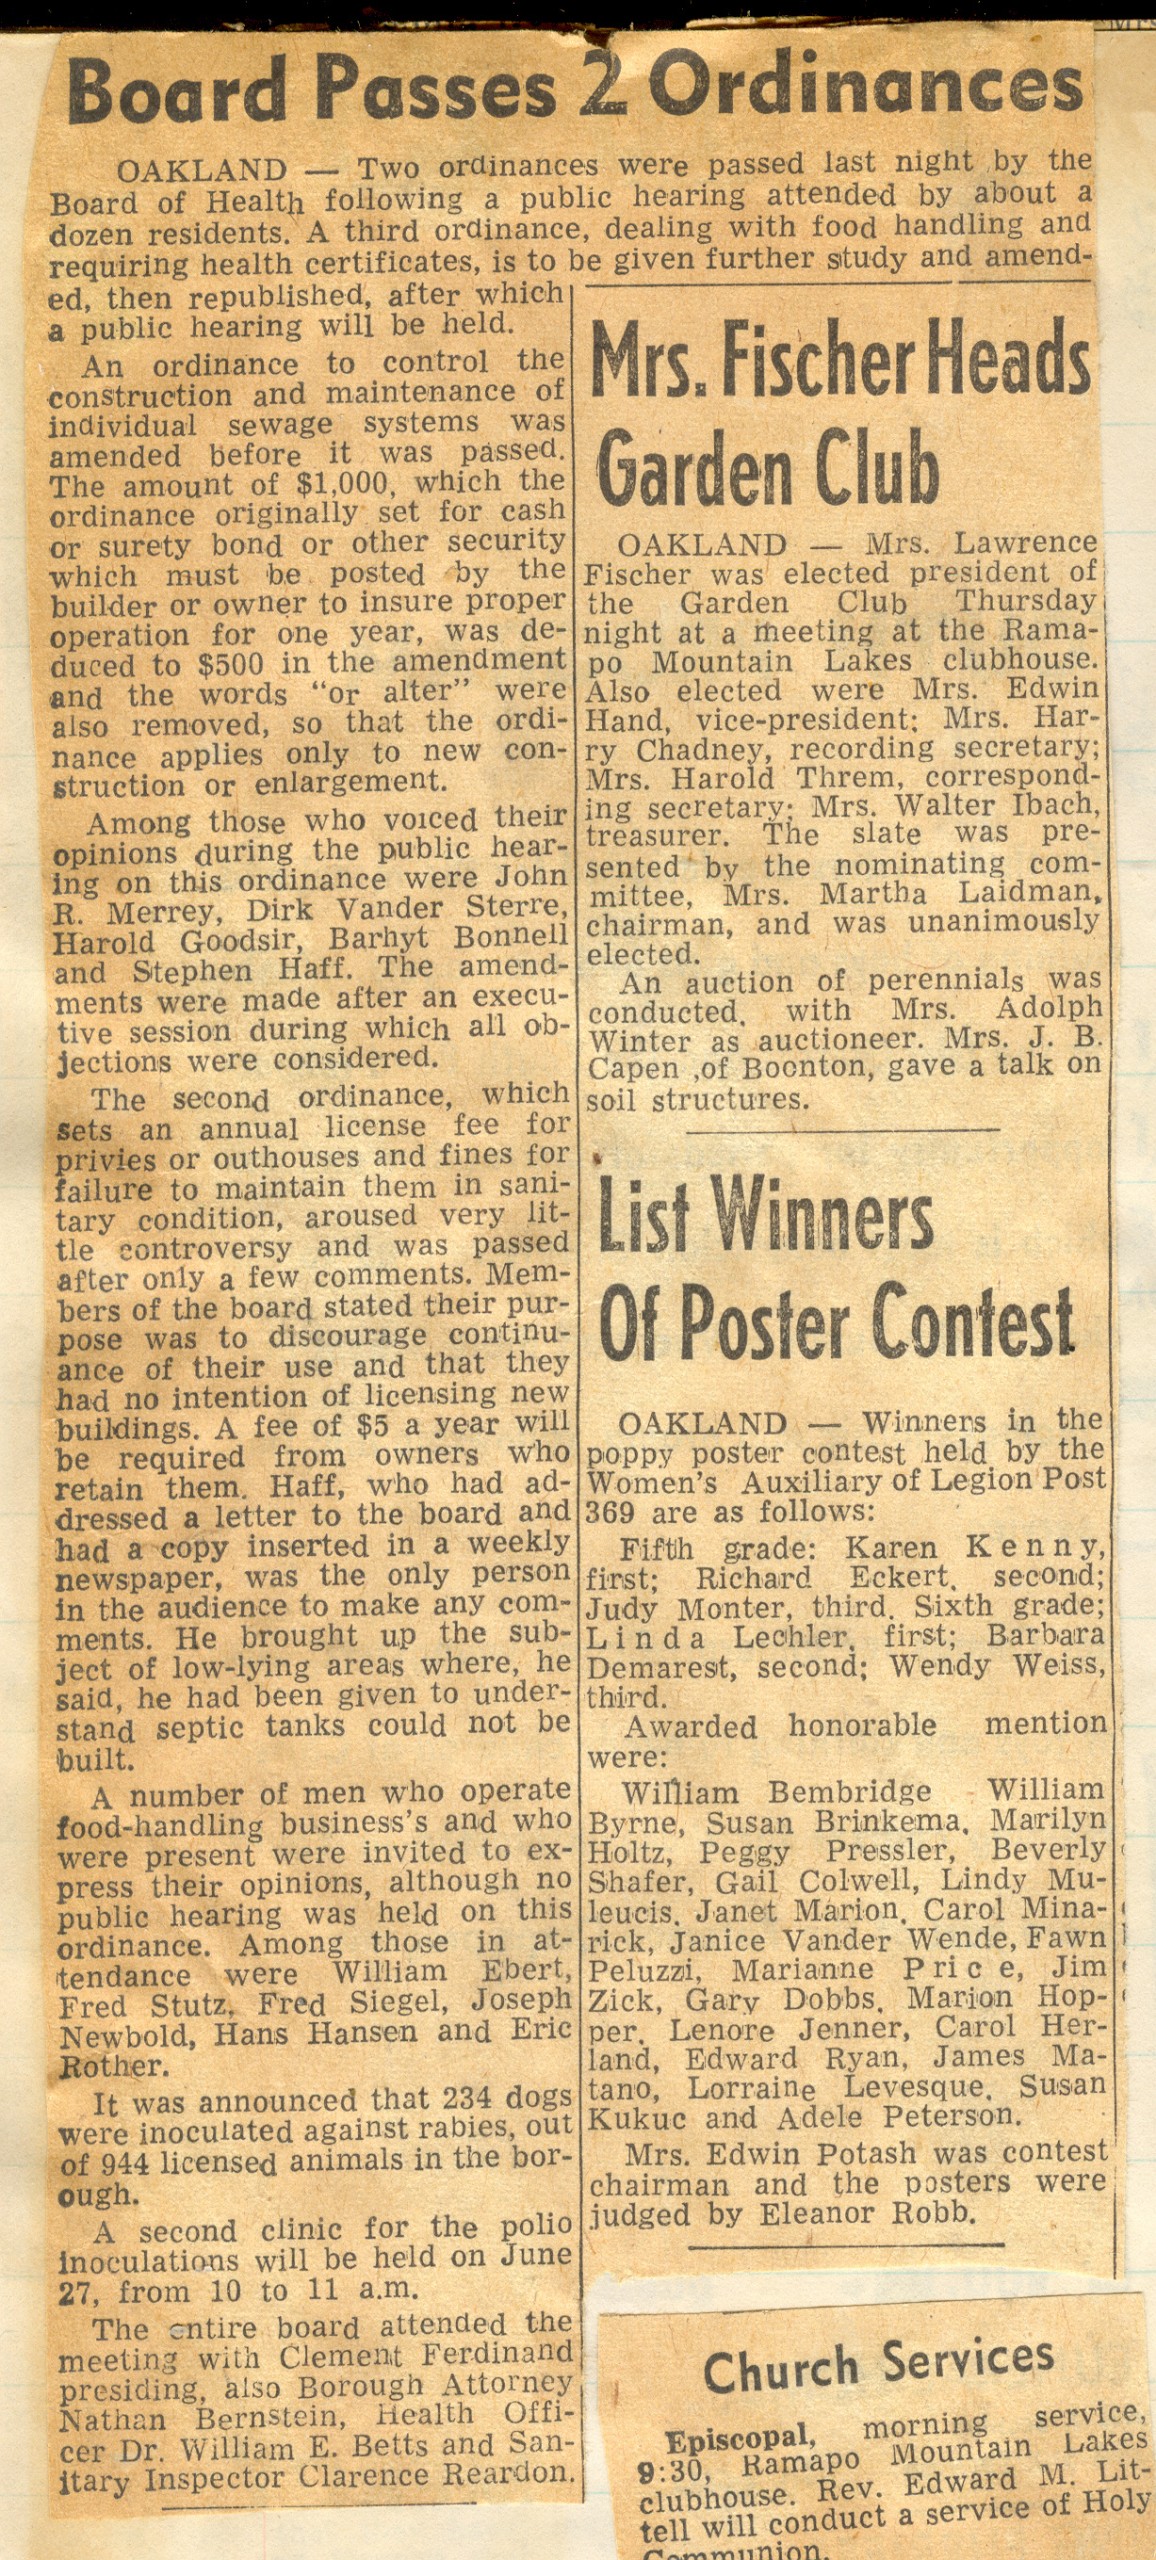 Board Passes 2 Ordinances
OAKLAND — Two ordinances were passed last night by the
Board of Health following a public hearing attended by about a
dozen residents. A third ordinance, dealing with food handling and
requiring health certificates, is to be given further study and amend-
ed, then republished, after which
a public hearing will be held.
An ordinance to control the
construction and maintenance of
individual sewage systems was
amended before it was passed.
The amount of $1,000, which the
ordinance originally set for cash
or surety bond or other security
which must be posted by the
builder or owner to insure proper
operation for one year, was de-
duced to $500 in the amendment
and the words "or alter" were
also removed, so that the ordi-
nance applies only to new con-
struction or enlargement.
Among those who voiced their
opinions during the public hear-
ing on this ordinance were John
R. Merrey, Dirk Vander Sterre,
Harold Goodsir, Barhyt Bonnell
and Stephen Haff. The amend-
ments were made after an execu-
tive session during which all ob-
jections were considered.
The second ordinance, which
sets an annual license fee for
privies or outhouses and fines for
failure to maintain them in sani-
tary condition, aroused very lit-
tle controversy and was passed
after only a few comments. Mem-
bers of the board stated their pur-
pose was to discourage continu-
ance of their use and that they
had no intention of licensing new
buildings. A fee of $5 a year will
be required from owners who
retain them. Haff, who had ad-
dressed a letter to the board and
had a copy inserted in a weekly
newspaper, was the only person
in the audience to make any com-
ments. He brought up the sub-
ject of low-lying areas where, he
said, he had been given to under-
stand septic tanks could not be
built.
A number of men who operate
food-handling business's and who
were present were invited to ex-
press their opinions, although no
public hearing was held on this
ordinance. Among those in at-
tendance were William Ebert,
Fred Stutz, Fred Siegel, Joseph
Newbold, Hans Hansen and Eric
Rother.
It was announced that 234 dogs
were inoculated against rabies, out
of 944 licensed animals in the bor-
ough.
A second clinic for the polio
inoculations will be held on June
27, from 10 to 11 a.m.
The entire board attended the
meeting with Clement Ferdinand
presiding, also Borough Attorney
Nathan Bernstein, Health Offi-
cer Dr. William E. Betts and San-
itary Inspector Clarence Reardon.
Mrs. Fischer Heads
Garden Club
OAKLAND — Mrs. Lawrence
Fischer was elected president of
the Garden Club Thursday
night at a meeting at the Rama-
po Mountain Lakes clubhouse.
Also elected were Mrs. Edwin
Hand, vice-president; Mrs. Har-
ry Chadney, recording secretary;
Mrs. Harold Threm, correspond-
ing secretary; Mrs. Walter Ibach,
treasurer. The slate was pre-
sented by the nominating com-
mittee, Mrs. Martha Laidman,
chairman, and was unanimously
elected.
An auction of perennials was
conducted, with Mrs. Adolph
Winter as auctioneer. Mrs. J. B.
Capen ,of Boonton, gave a talk on
soil structures.
List Winners
Of Poster Contest
OAKLAND — Winners in the
poppy poster contest held by the
Women's Auxiliary of Legion Post
369 are as follows:
Fifth grade: Karen Kenny,
first; Richard Eckert, second;
Judy Monter, third. Sixth grade;
Linda Lechler, first; Barbara
Demarest, second; Wendy Weiss,
third.
Awarded honorable mention
were:
William Bembridge William
Byrne, Susan Brinkema, Marilyn
Holtz, Peggy Pressler, Beverly
Shafer, Gail Colwell, Lindy Mu-
leucis, Janet Marion, Carol Mina-
rick, Janice Vander Wende, Fawn
Peluzzi, Marianne Price, Jim
Zick, Gary Dobbs, Marion Hop-
per, Lenore Jenner, Carol Her-
land, Edward Ryan, James Ma-
tano, Lorraine Levesque, Susan
Kukuc and Adele Peterson.
Mrs. Edwin Potash was contest
chairman and the posters were
judged by Eleanor Robb.
Church Services
Episcopal, morning service,
9:30, Ramapo Mountain Lakes
clubhouse. Rev. Edward M. Lit-
tell will conduct a service of Holy
Communion.